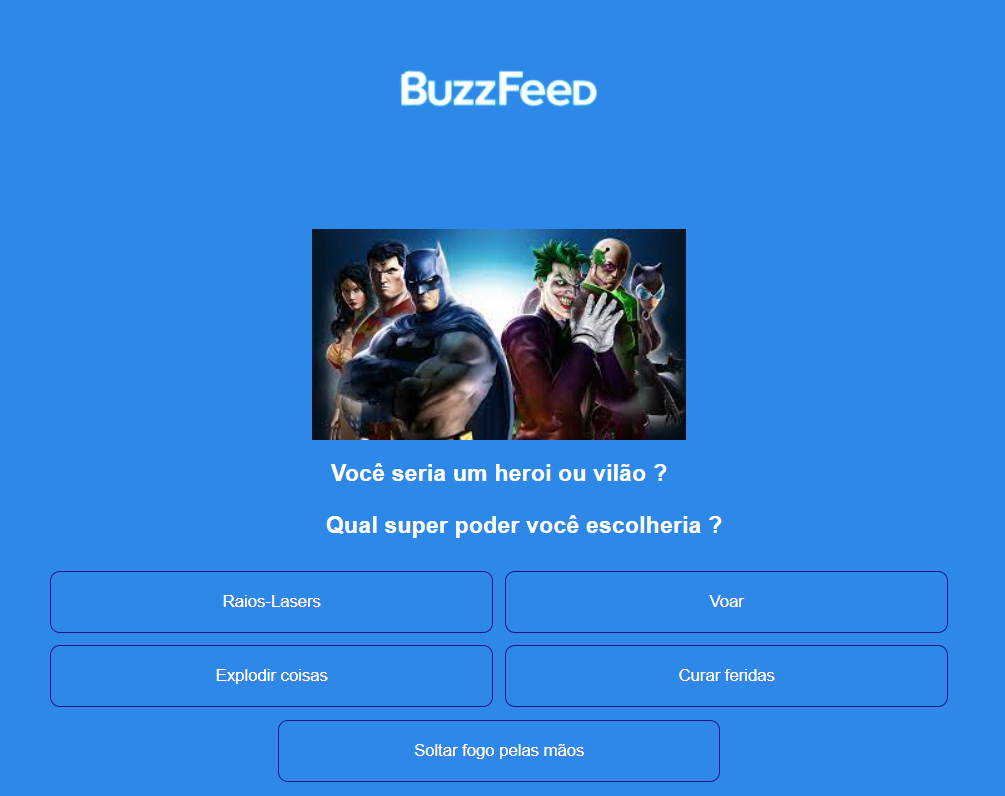 BuzzFeed
Você seria um heroi ou vilão ?
Qual super poder você escolheria ?
Raios-Lasers
Voar
Explodir coisas
Curar feridas
Soltar fogo pelas mãos